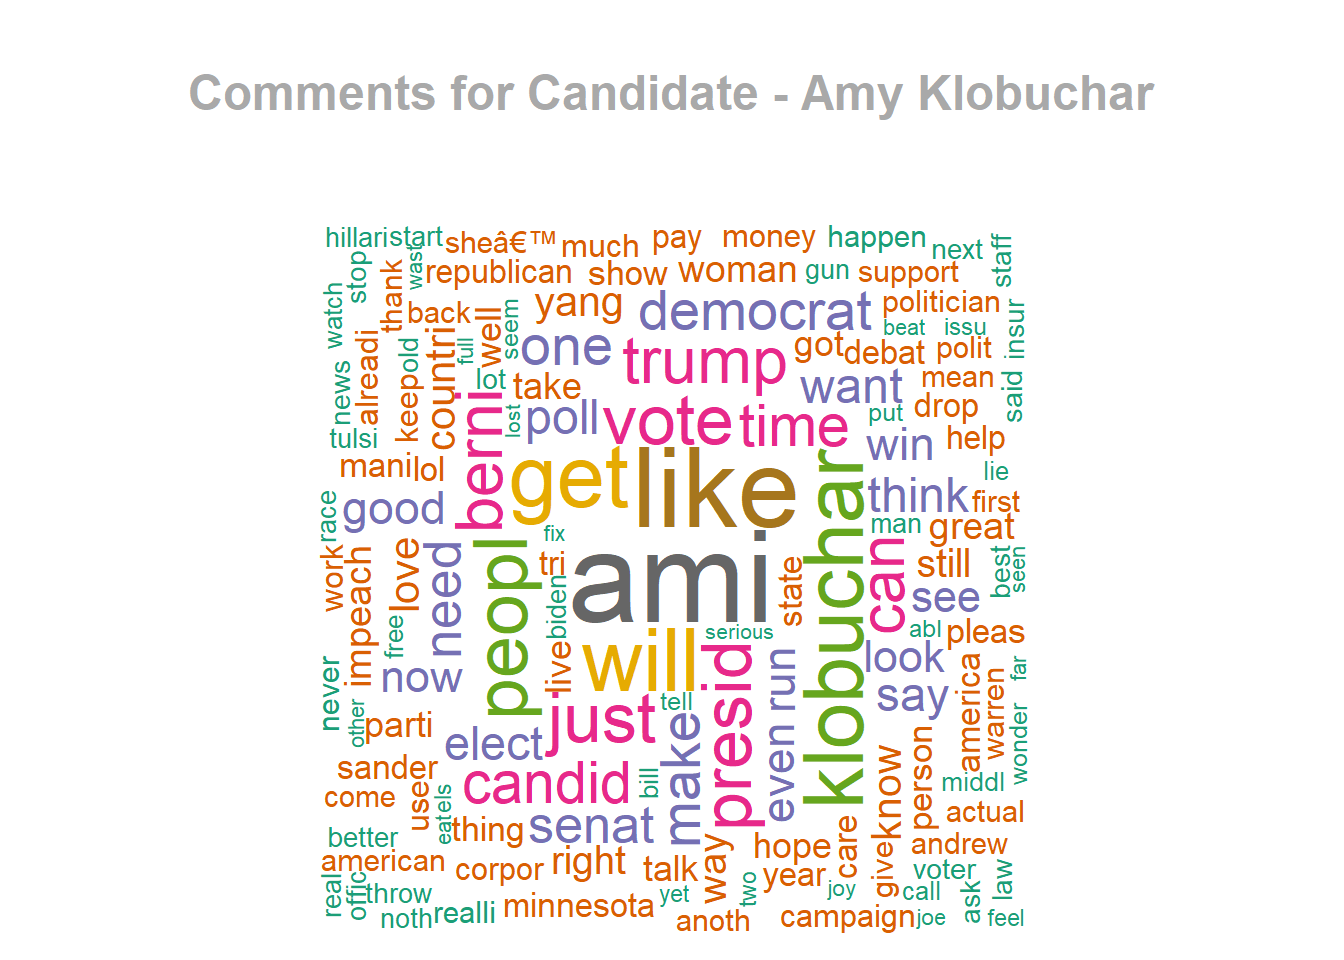 Comments for Candidate - Amy Klobuchar
hillari start sheâ€™ much pay money happen next staff
stop wast thank republican show woman gun support
watch back well seem yang democrat politician insur
alreadi old countri full one trump got debat beat issu polit
news keep lot take want mean said
tulsi lost poll vote time put drop
mani lol berni get like win help
race good klobuchar think lie first
man great
work impeach love need peopl fix tri ami state can still best seen
free biden serious see abl pleas
never now live will presid even run look say america warren far
other parti just tell wonder
sander elect make know person
come use candid bill middl actual
better eat els thing senat way hope care give andrew
american corpor right talk year joy call voter ask law
real offic throw yet two
noth realli minnesota anoth campaign joe feel